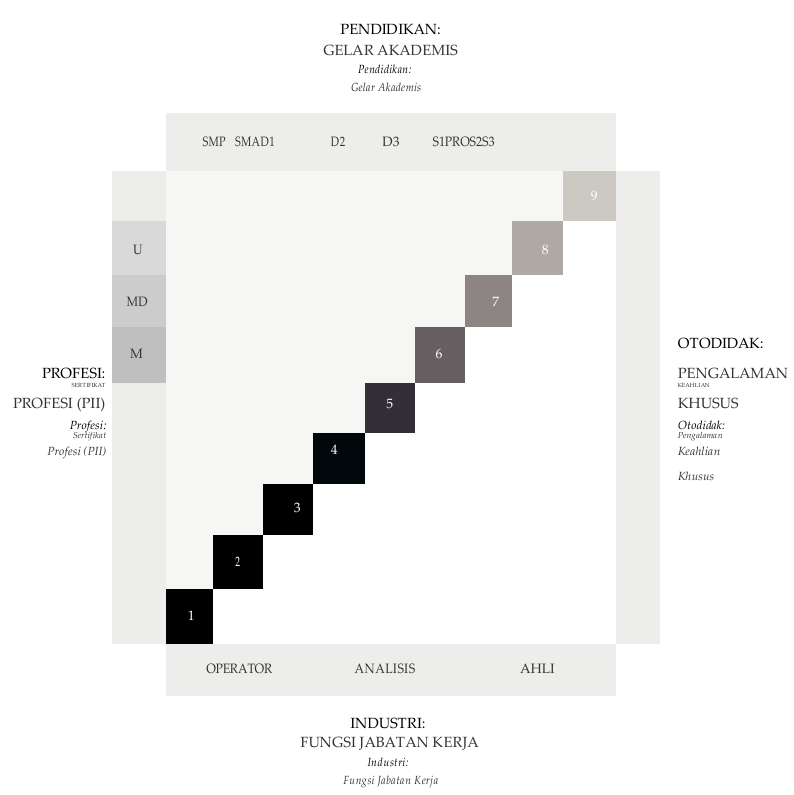 PENDIDIKAN:
GELAR AKADEMIS
Pendidikan:
Gelar Akademis
SMP SMAD1 D2 D3 S1PROS2S3
9
U
8
MD
7
M
6
5
4
3
2
1
PROFESI:
SERTIFIKAT
PROFESI (PII)
Profesi:
Sertifikat
Profesi (PII)
OTODIDAK:
PENGALAMAN
KEAHLIAN
KHUSUS
Otodidak:
Pengalaman
Keahlian
Khusus
OPERATOR ANALISIS AHLI
INDUSTRI:
FUNGSI JABATAN KERJA
Industri:
Fungsi Jabatan Kerja